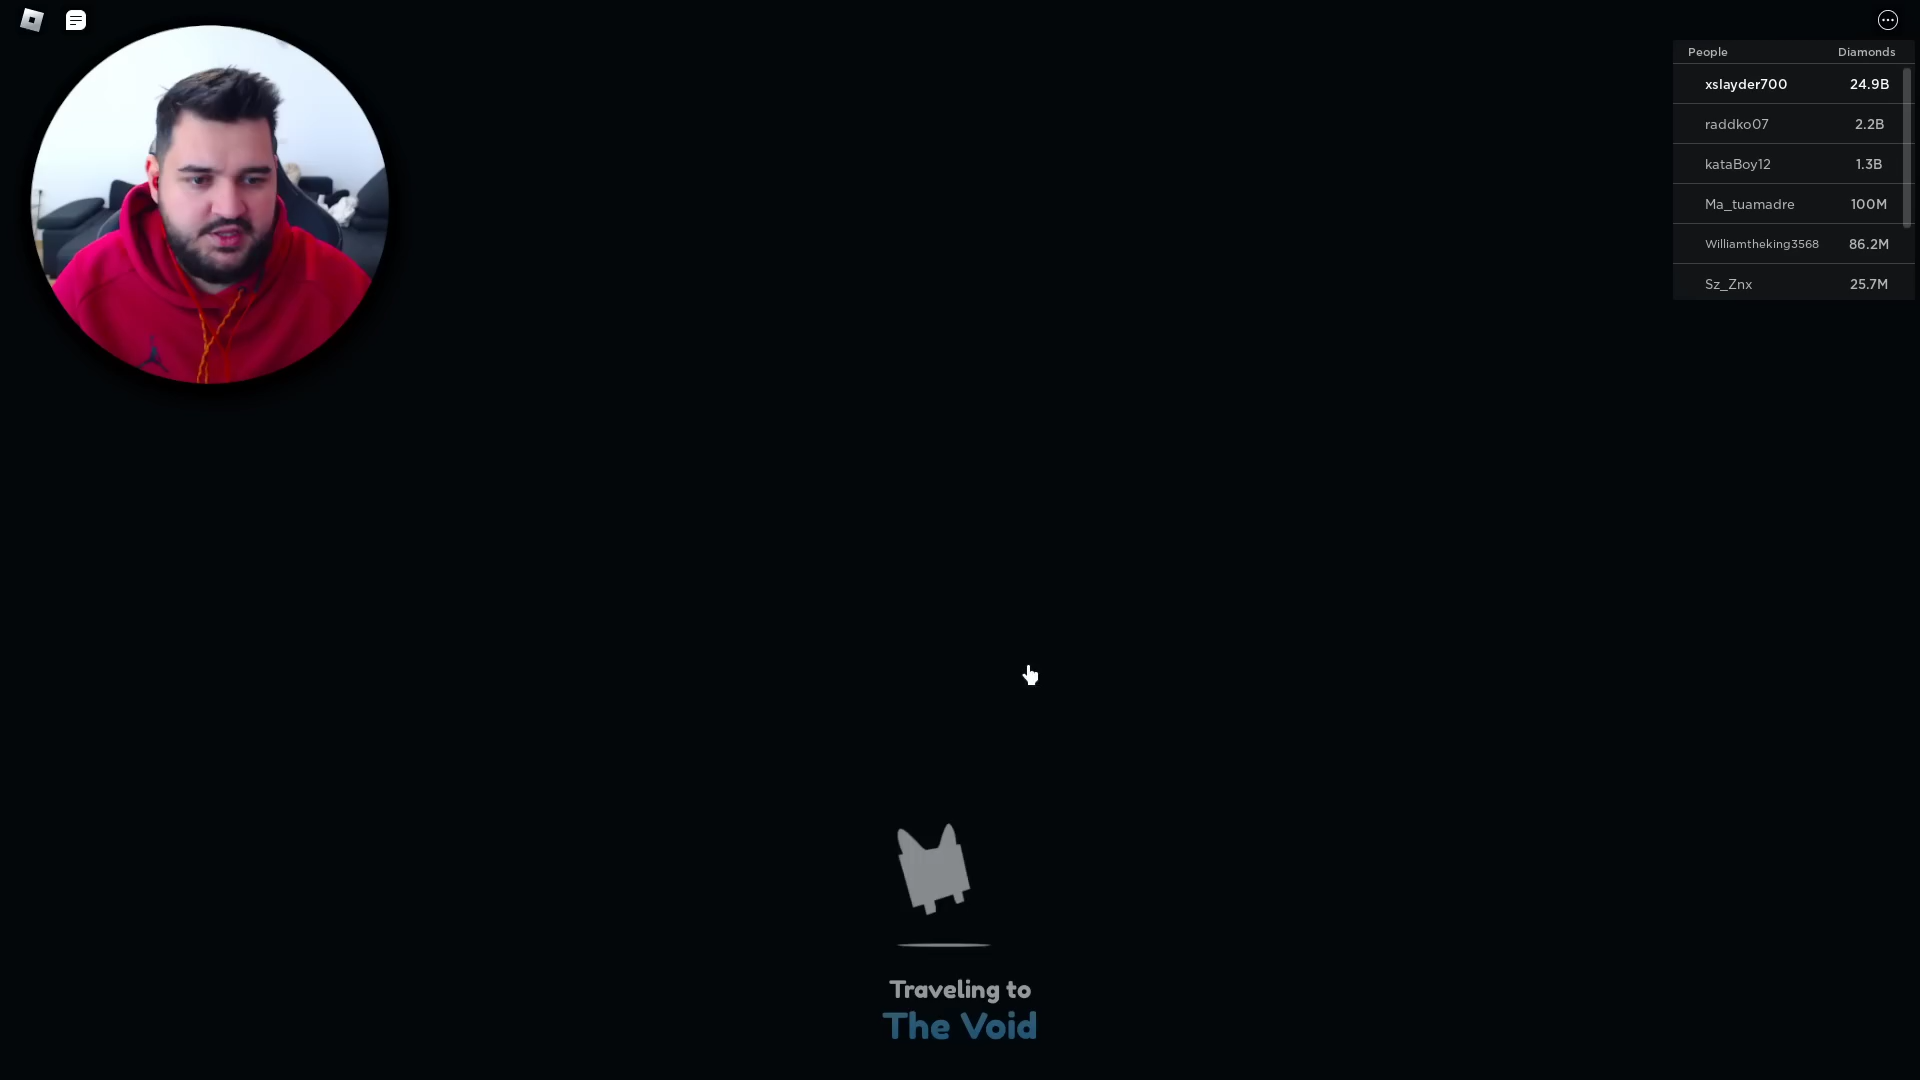 People Diamonds
xslayder700 24.9B
raddko07 2.2B
kataBoy12 1.3B
Ma_tuamadre 100M
Williamtheking3568 86.2M
Sz_Znx 25.7M
Traveling to
The Void